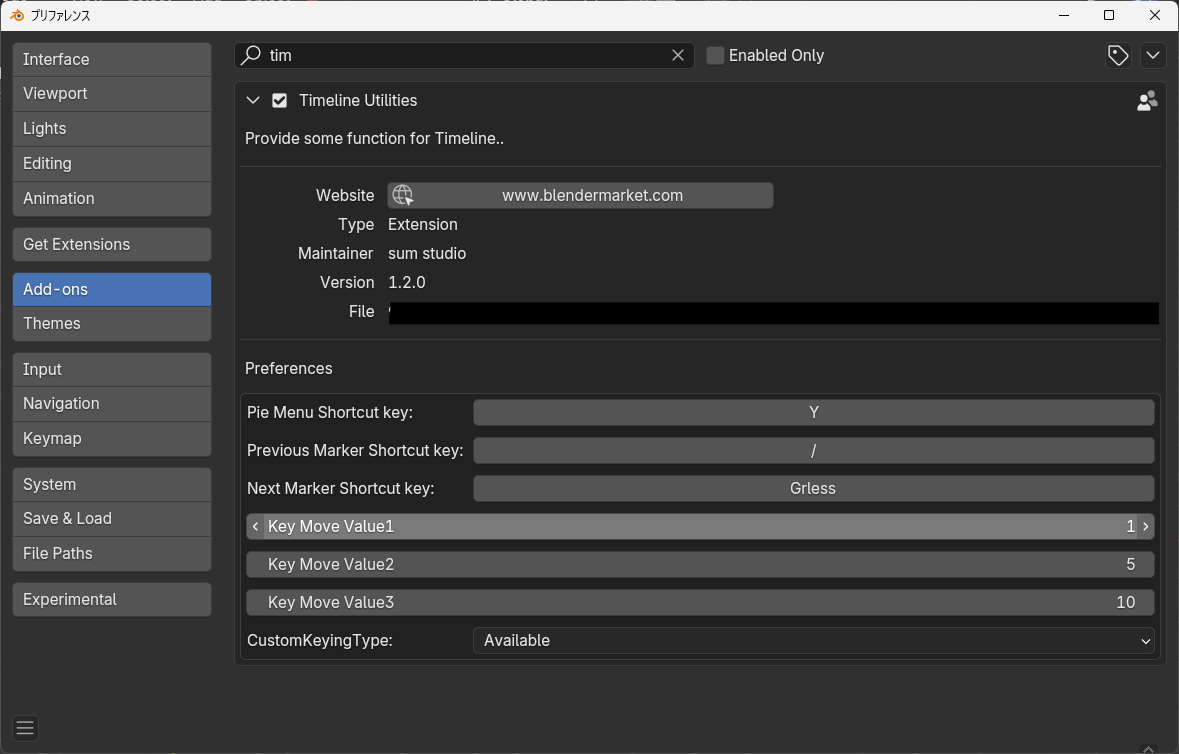 プリファレンス
Interface
Viewport
Lights
Editing
Animation
Get Extensions
Add-ons
Themes
Input
Navigation
Keymap
System
Save & Load
File Paths
Experimental
tim
Enabled Only
Timeline Utilities
Provide some function for Timeline..
Website www.blendermarket.com
Type Extension
Maintainer sum studio
Version 1.2.0
File
Preferences
Pie Menu Shortcut key: Y
Previous Marker Shortcut key: /
Next Marker Shortcut key: Grless
Key Move Value1 1
Key Move Value2 5
Key Move Value3 10
CustomKeyingType: Available